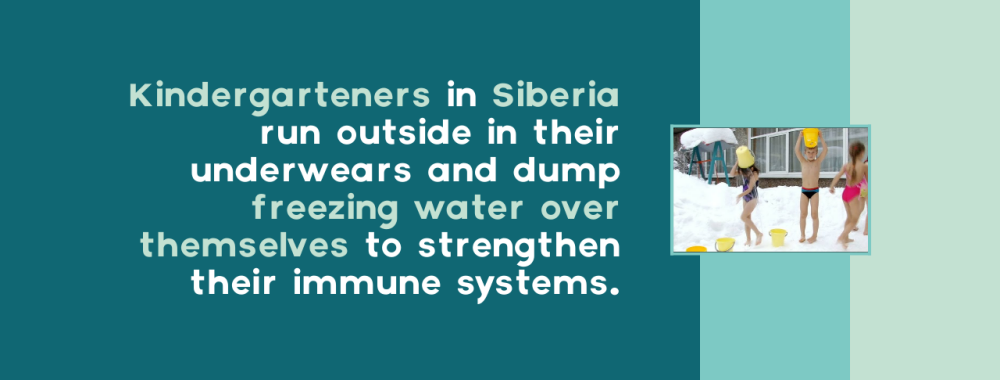 Kindergarteners in Siberia
run outside in their
underwears and dump
freezing water over
themselves to strengthen
their immune systems.